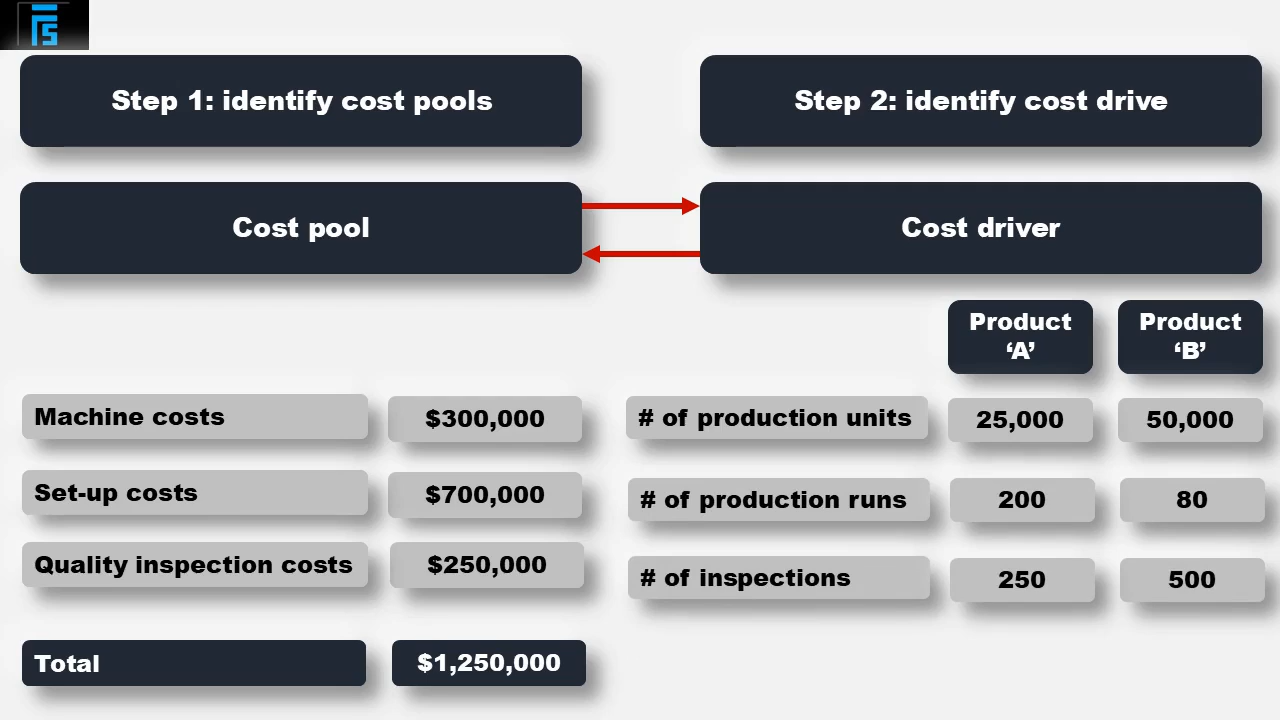 FS
Step 1: identify cost pools
Step 2: identify cost drive
Cost pool
Cost driver
Product
‘A’
Product
‘B’
Machine costs
$300,000
# of production units
25,000
50,000
Set-up costs
$700,000
# of production runs
200
80
Quality inspection costs
$250,000
# of inspections
250
500
Total
$1,250,000